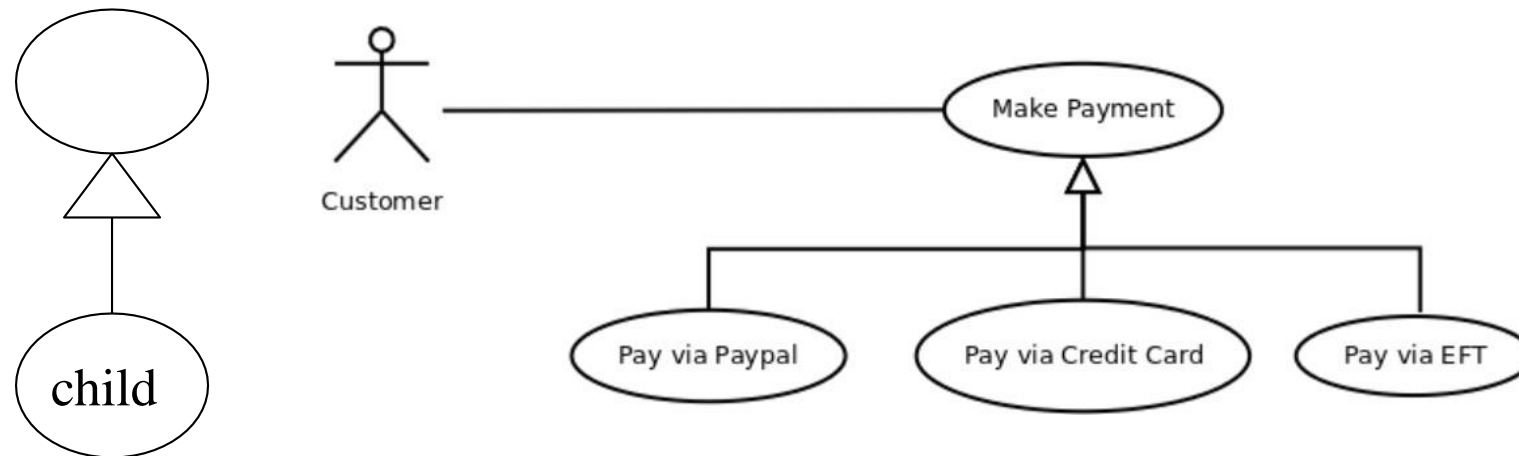 Make Payment
Customer
Pay via Paypal
Pay via Credit Card
Pay via EFT
child